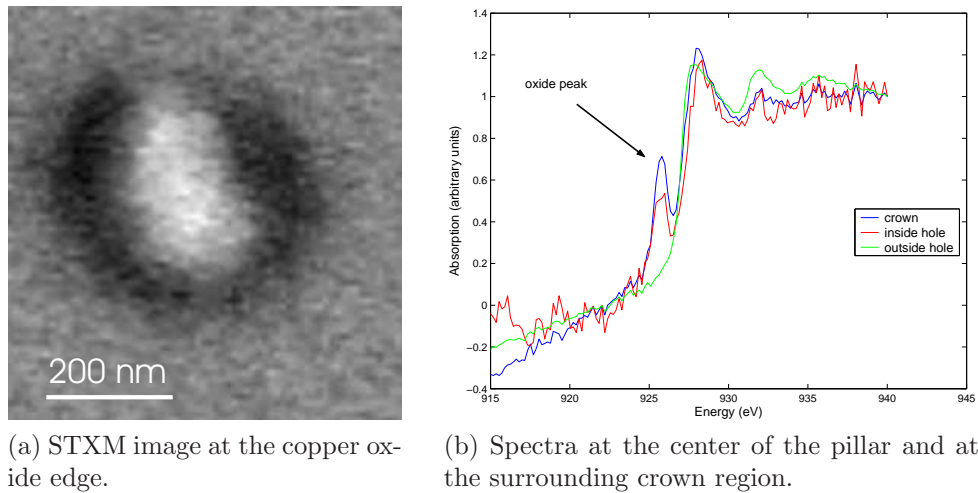 200 nm
(a) STXM image at the copper ox-
ide edge.
1.4
1.2
1
0.8
0.6
0.4
0.2
0
−0.2
−0.4
915
920
925
930
935
940
945
Absorption (arbitrary units)
Energy (eV)
oxide peak
crown
inside hole
outside hole
(b) Spectra at the center of the pillar and at
the surrounding crown region.